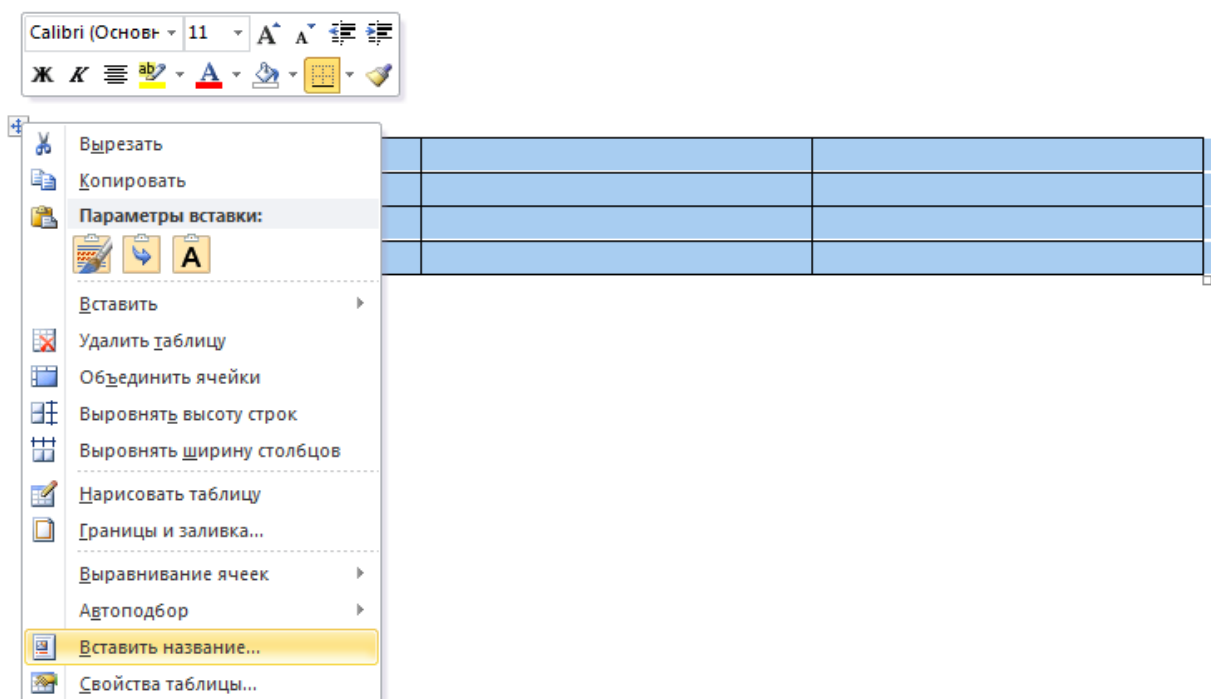 Calibri (Основн 11 A A
Ж К ab A
Вырезать
Копировать
Параметры вставки:
A
Вставить
Удалить таблицу
Объединить ячейки
Выровнять высоту строк
Выровнять ширину столбцов
Нарисовать таблицу
Границы и заливка...
Выравнивание ячеек
Автоподбор
Вставить название...
Свойства таблицы...